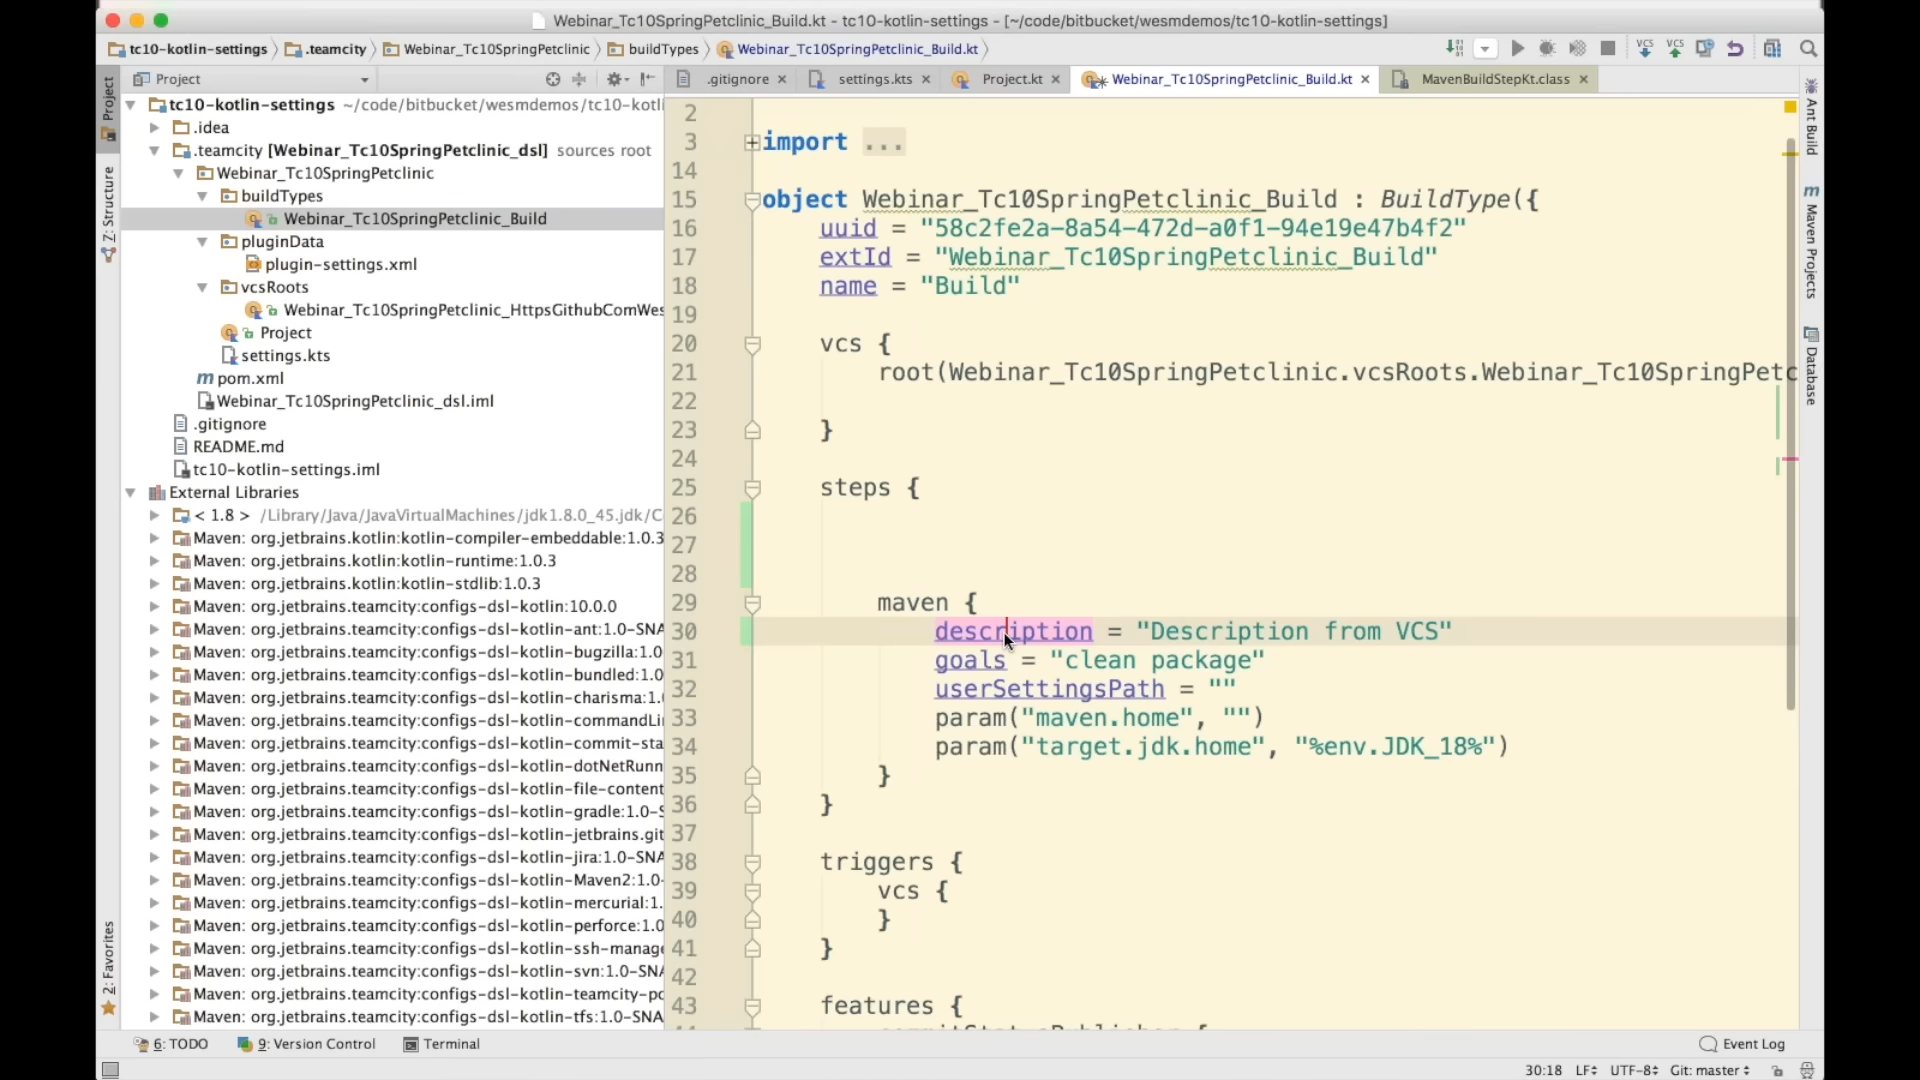 Webinar_Tc10SpringPetclinic_Build.kt - tc10-kotlin-settings - [~/code/bitbucket/wesmdemos/tc10-kotlin-settings]
tc10-kotlin-settings .teamcity Webinar_Tc10SpringPetclinic buildTypes Webinar_Tc10SpringPetclinic_Build.kt
Project
.gitignore settings.kts Project.kt Webinar_Tc10SpringPetclinic_Build.kt MavenBuildStepKt.class
Project
Z: Structure
2: Favorites
tc10-kotlin-settings ~/code/bitbucket/wesmdemos/tc10-kotl
.idea
.teamcity [Webinar_Tc10SpringPetclinic_dsl] sources root
Webinar_Tc10SpringPetclinic
buildTypes
Webinar_Tc10SpringPetclinic_Build
pluginData
plugin-settings.xml
vcsRoots
Webinar_Tc10SpringPetclinic_HttpsGithubComWes
Project
settings.kts
pom.xml
Webinar_Tc10SpringPetclinic_dsl.iml
.gitignore
README.md
tc10-kotlin-settings.iml
External Libraries
< 1.8 > /Library/Java/JavaVirtualMachines/jdk1.8.0_45.jdk/C
Maven: org.jetbrains.kotlin:kotlin-compiler-embeddable:1.0.3
Maven: org.jetbrains.kotlin:kotlin-runtime:1.0.3
Maven: org.jetbrains.kotlin:kotlin-stdlib:1.0.3
Maven: org.jetbrains.teamcity:configs-dsl-kotlin:10.0.0
Maven: org.jetbrains.teamcity:configs-dsl-kotlin-ant:1.0-SNA
Maven: org.jetbrains.teamcity:configs-dsl-kotlin-bugzilla:1.0
Maven: org.jetbrains.teamcity:configs-dsl-kotlin-bundled:1.0
Maven: org.jetbrains.teamcity:configs-dsl-kotlin-charisma:1.
Maven: org.jetbrains.teamcity:configs-dsl-kotlin-commandLi
Maven: org.jetbrains.teamcity:configs-dsl-kotlin-commit-sta
Maven: org.jetbrains.teamcity:configs-dsl-kotlin-dotNetRunn
Maven: org.jetbrains.teamcity:configs-dsl-kotlin-file-content
Maven: org.jetbrains.teamcity:configs-dsl-kotlin-gradle:1.0-S
Maven: org.jetbrains.teamcity:configs-dsl-kotlin-jetbrains.git
Maven: org.jetbrains.teamcity:configs-dsl-kotlin-jira:1.0-SNA
Maven: org.jetbrains.teamcity:configs-dsl-kotlin-Maven2:1.0-
Maven: org.jetbrains.teamcity:configs-dsl-kotlin-mercurial:1.
Maven: org.jetbrains.teamcity:configs-dsl-kotlin-perforce:1.0
Maven: org.jetbrains.teamcity:configs-dsl-kotlin-ssh-manage
Maven: org.jetbrains.teamcity:configs-dsl-kotlin-svn:1.0-SNA
Maven: org.jetbrains.teamcity:configs-dsl-kotlin-teamcity-po
Maven: org.jetbrains.teamcity:configs-dsl-kotlin-tfs:1.0-SNA
2
3 import ...
14
15 object Webinar_Tc10SpringPetclinic_Build : BuildType({
16 uuid = "58c2fe2a-8a54-472d-a0f1-94e19e47b4f2"
17 extId = "Webinar_Tc10SpringPetclinic_Build"
18 name = "Build"
19
20 vcs {
21 root(Webinar_Tc10SpringPetclinic.vcsRoots.Webinar_Tc10SpringPetc
22
23 }
24
25 steps {
26
27
28
29 maven {
30 description = "Description from VCS"
31 goals = "clean package"
32 userSettingsPath = ""
33 param("maven.home", "")
34 param("target.jdk.home", "%env.JDK_18%")
35 }
36 }
37
38 triggers {
39 vcs {
40 }
41 }
42
43 features {
Ant Build
Maven Projects
Database
6: TODO 9: Version Control Terminal Event Log
30:18 LF UTF-8 Git: master